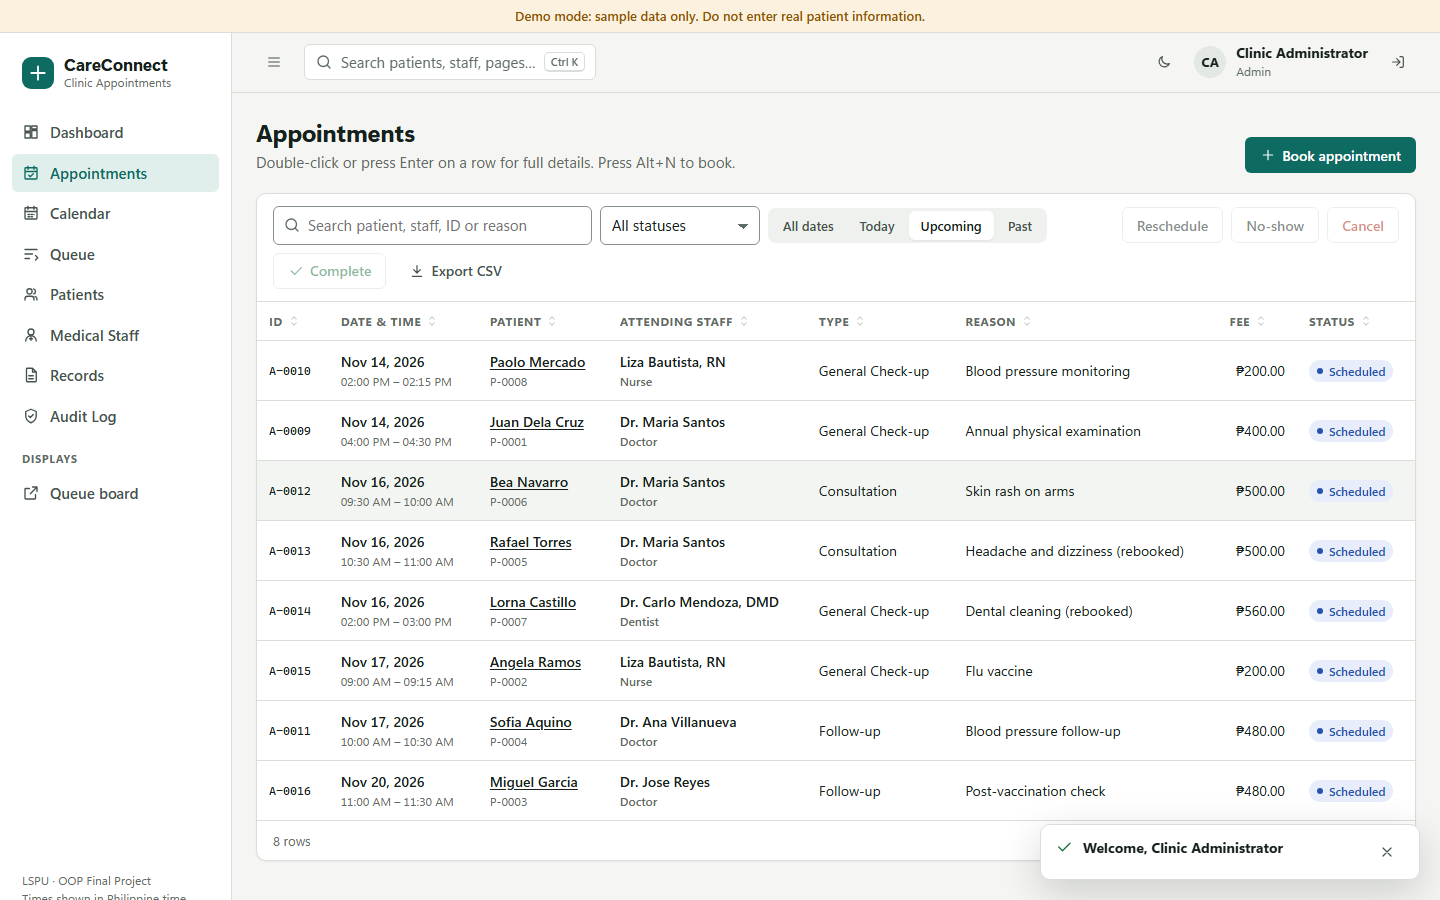 Demo mode: sample data only. Do not enter real patient information.
CareConnect
Clinic Appointments
Search patients, staff, pages... Ctrl K
CA
Clinic Administrator
Admin
Dashboard
Appointments
Calendar
Queue
Patients
Medical Staff
Records
Audit Log
DISPLAYS
Queue board
LSPU · OOP Final Project
Times shown in Philippine time
Appointments
Double-click or press Enter on a row for full details. Press Alt+N to book.
Book appointment
Search patient, staff, ID or reason
All statuses
All dates Today Upcoming Past
Reschedule No-show Cancel
Complete Export CSV
ID DATE & TIME PATIENT ATTENDING STAFF TYPE REASON FEE STATUS
A-0010 Nov 14, 2026 Paolo Mercado Liza Bautista, RN General Check-up Blood pressure monitoring ₱200.00 Scheduled
02:00 PM – 02:15 PM P-0008 Nurse
A-0009 Nov 14, 2026 Juan Dela Cruz Dr. Maria Santos General Check-up Annual physical examination ₱400.00 Scheduled
04:00 PM – 04:30 PM P-0001 Doctor
A-0012 Nov 16, 2026 Bea Navarro Dr. Maria Santos Consultation Skin rash on arms ₱500.00 Scheduled
09:30 AM – 10:00 AM P-0006 Doctor
A-0013 Nov 16, 2026 Rafael Torres Dr. Maria Santos Consultation Headache and dizziness (rebooked) ₱500.00 Scheduled
10:30 AM – 11:00 AM P-0005 Doctor
A-0014 Nov 16, 2026 Lorna Castillo Dr. Carlo Mendoza, DMD General Check-up Dental cleaning (rebooked) ₱560.00 Scheduled
02:00 PM – 03:00 PM P-0007 Dentist
A-0015 Nov 17, 2026 Angela Ramos Liza Bautista, RN General Check-up Flu vaccine ₱200.00 Scheduled
09:00 AM – 09:15 AM P-0002 Nurse
A-0011 Nov 17, 2026 Sofia Aquino Dr. Ana Villanueva Follow-up Blood pressure follow-up ₱480.00 Scheduled
10:00 AM – 10:30 AM P-0004 Doctor
A-0016 Nov 20, 2026 Miguel Garcia Dr. Jose Reyes Follow-up Post-vaccination check ₱480.00 Scheduled
11:00 AM – 11:30 AM P-0003 Doctor
8 rows
Welcome, Clinic Administrator